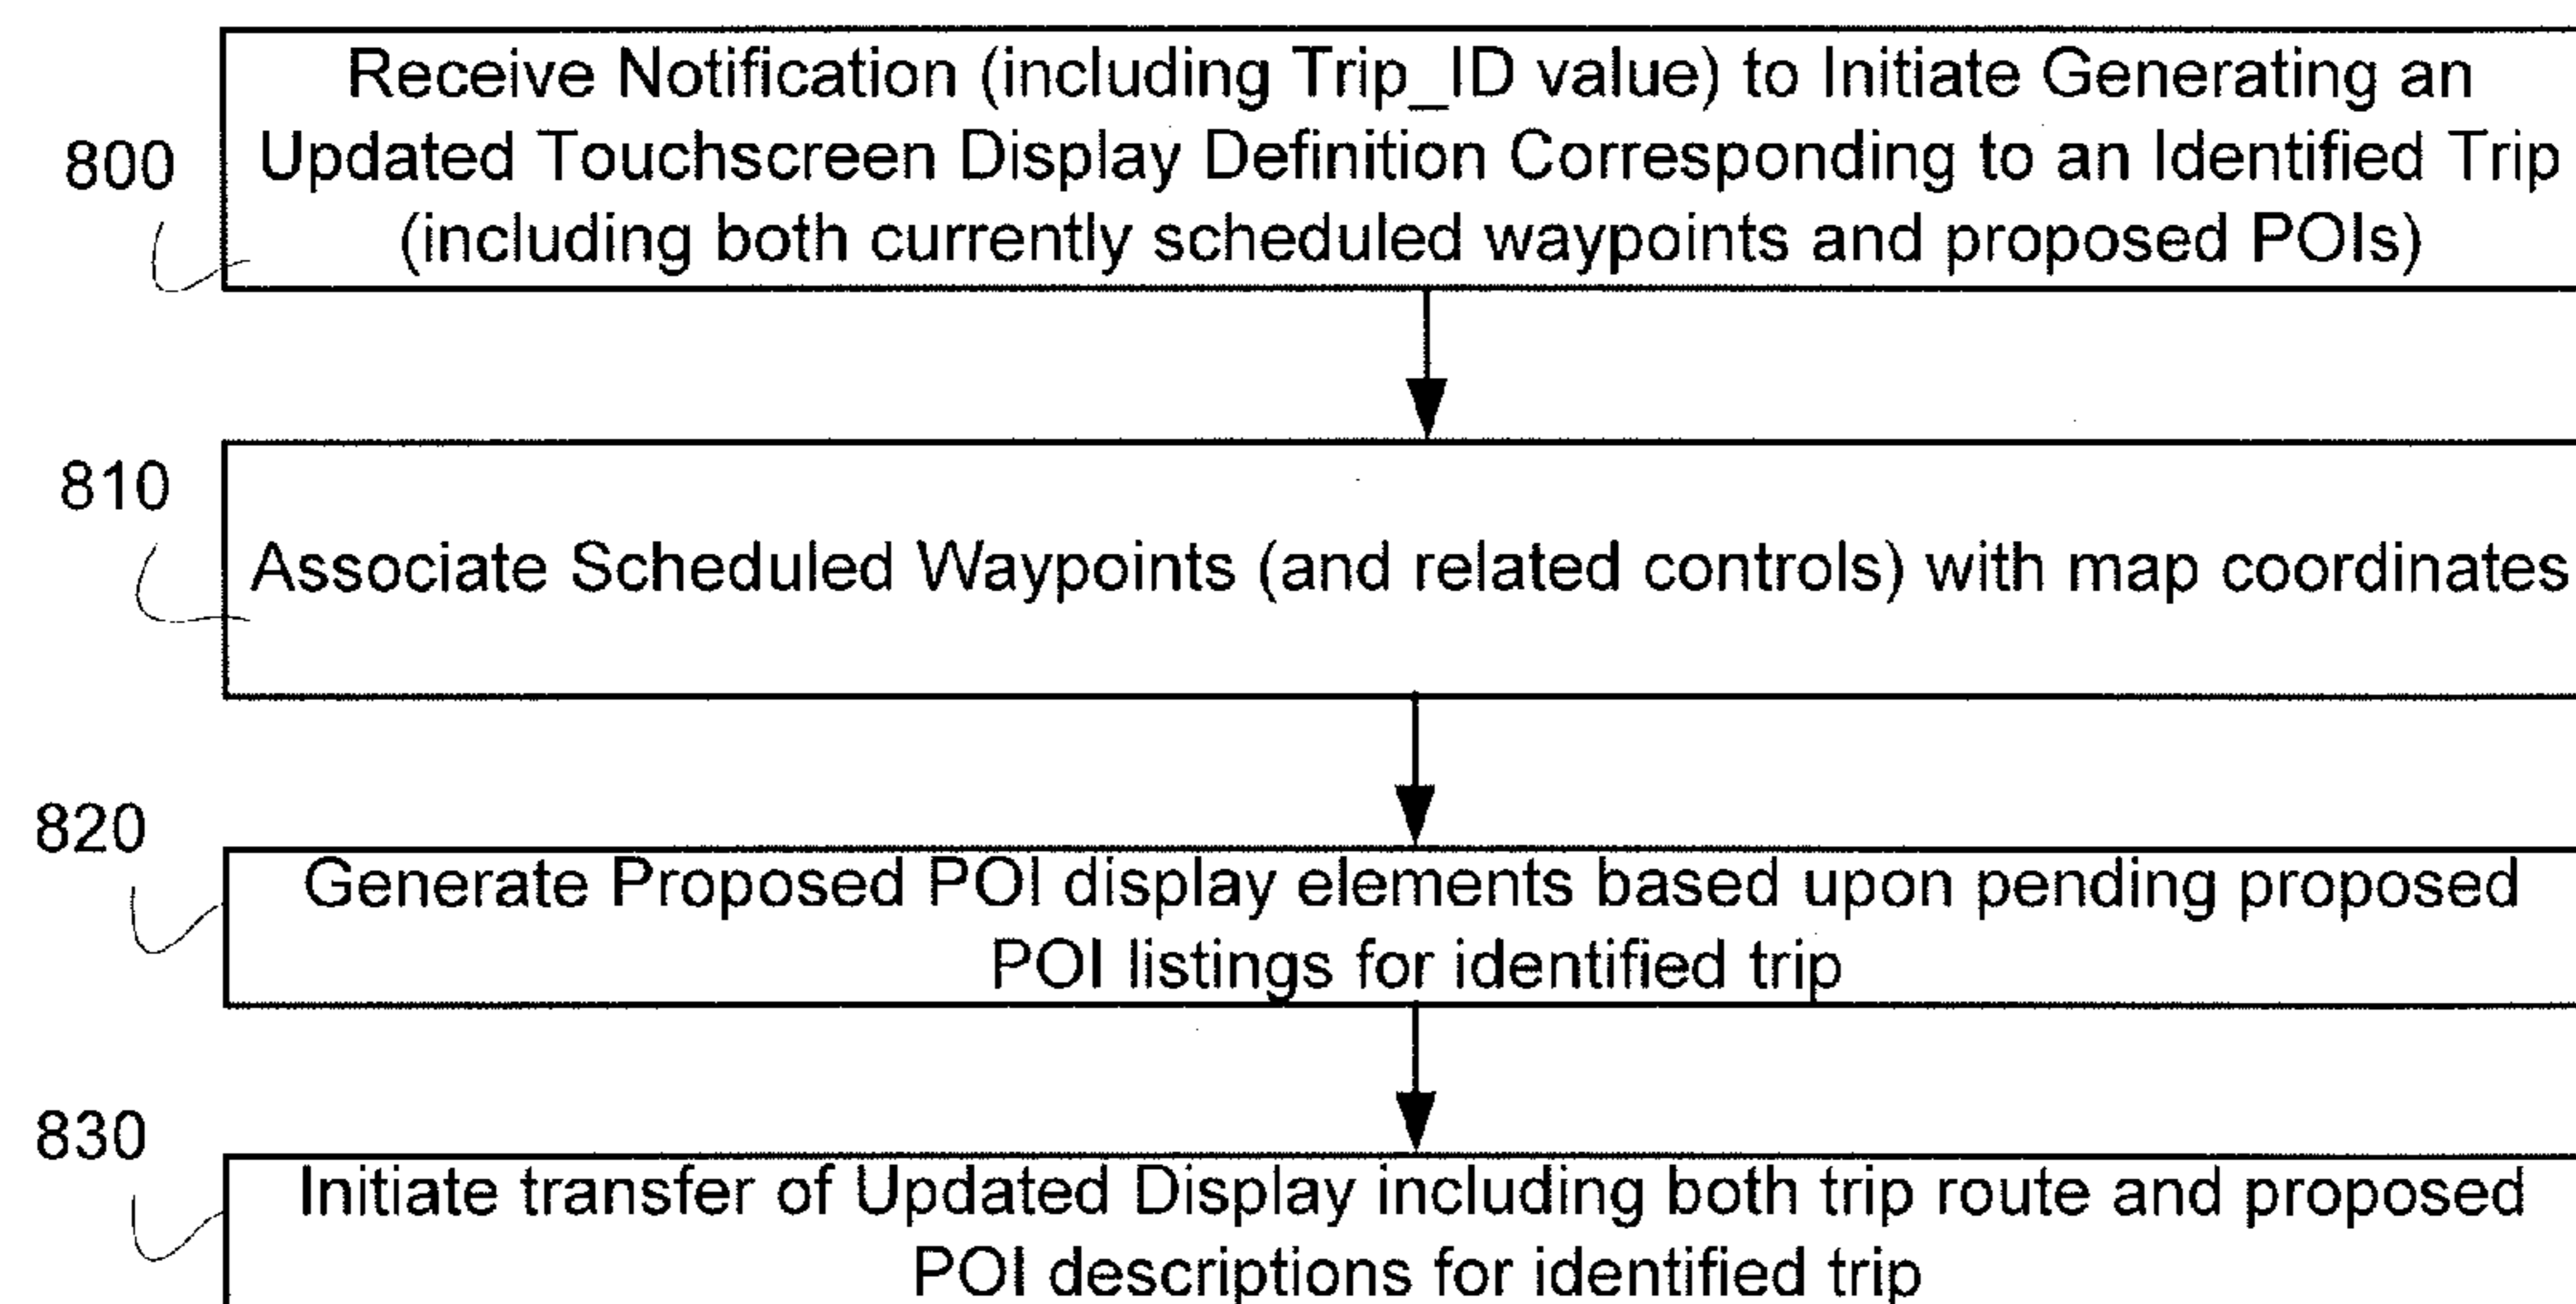 Receive Notification (including Trip_ID value) to Initiate Generating an
800
Updated Touchscreen Display Definition Corresponding to an Identified Trip
(including both currently scheduled waypoints and proposed POIs)
810
Associate Scheduled Waypoints (and related controls) with map coordinates
820
Generate Proposed POI display elements based upon pending proposed
POI listings for identified trip
830
Initiate transfer of Updated Display including both trip route and proposed
POI descriptions for identified trip